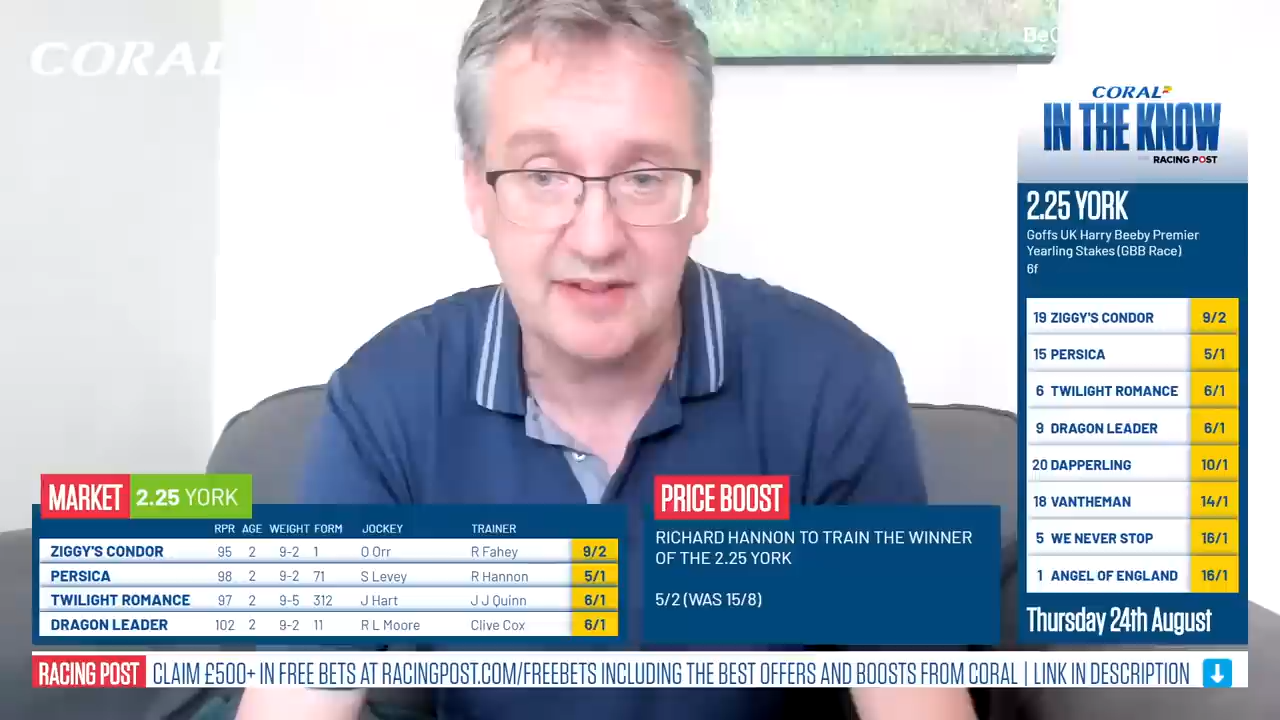 CORAL
BeG
CORAL
IN THE KNOW
RACING POST
2.25 YORK
Goffs UK Harry Beeby Premier
Yearling Stakes (GBB Race)
6f
19 ZIGGY'S CONDOR 9/2
15 PERSICA 5/1
6 TWILIGHT ROMANCE 6/1
9 DRAGON LEADER 6/1
20 DAPPERLING 10/1
18 VANTHEMAN 14/1
5 WE NEVER STOP 16/1
1 ANGEL OF ENGLAND 16/1
Thursday 24th August
MARKET 2.25 YORK
RPR AGE WEIGHT FORM JOCKEY TRAINER
ZIGGY'S CONDOR 95 2 9-2 1 O Orr R Fahey 9/2
PERSICA 98 2 9-2 71 S Levey R Hannon 5/1
TWILIGHT ROMANCE 97 2 9-5 312 J Hart J J Quinn 6/1
DRAGON LEADER 102 2 9-2 11 R L Moore Clive Cox 6/1
PRICE BOOST
RICHARD HANNON TO TRAIN THE WINNER
OF THE 2.25 YORK
5/2 (WAS 15/8)
RACING POST CLAIM £500+ IN FREE BETS AT RACINGPOST.COM/FREEBETS INCLUDING THE BEST OFFERS AND BOOSTS FROM CORAL | LINK IN DESCRIPTION